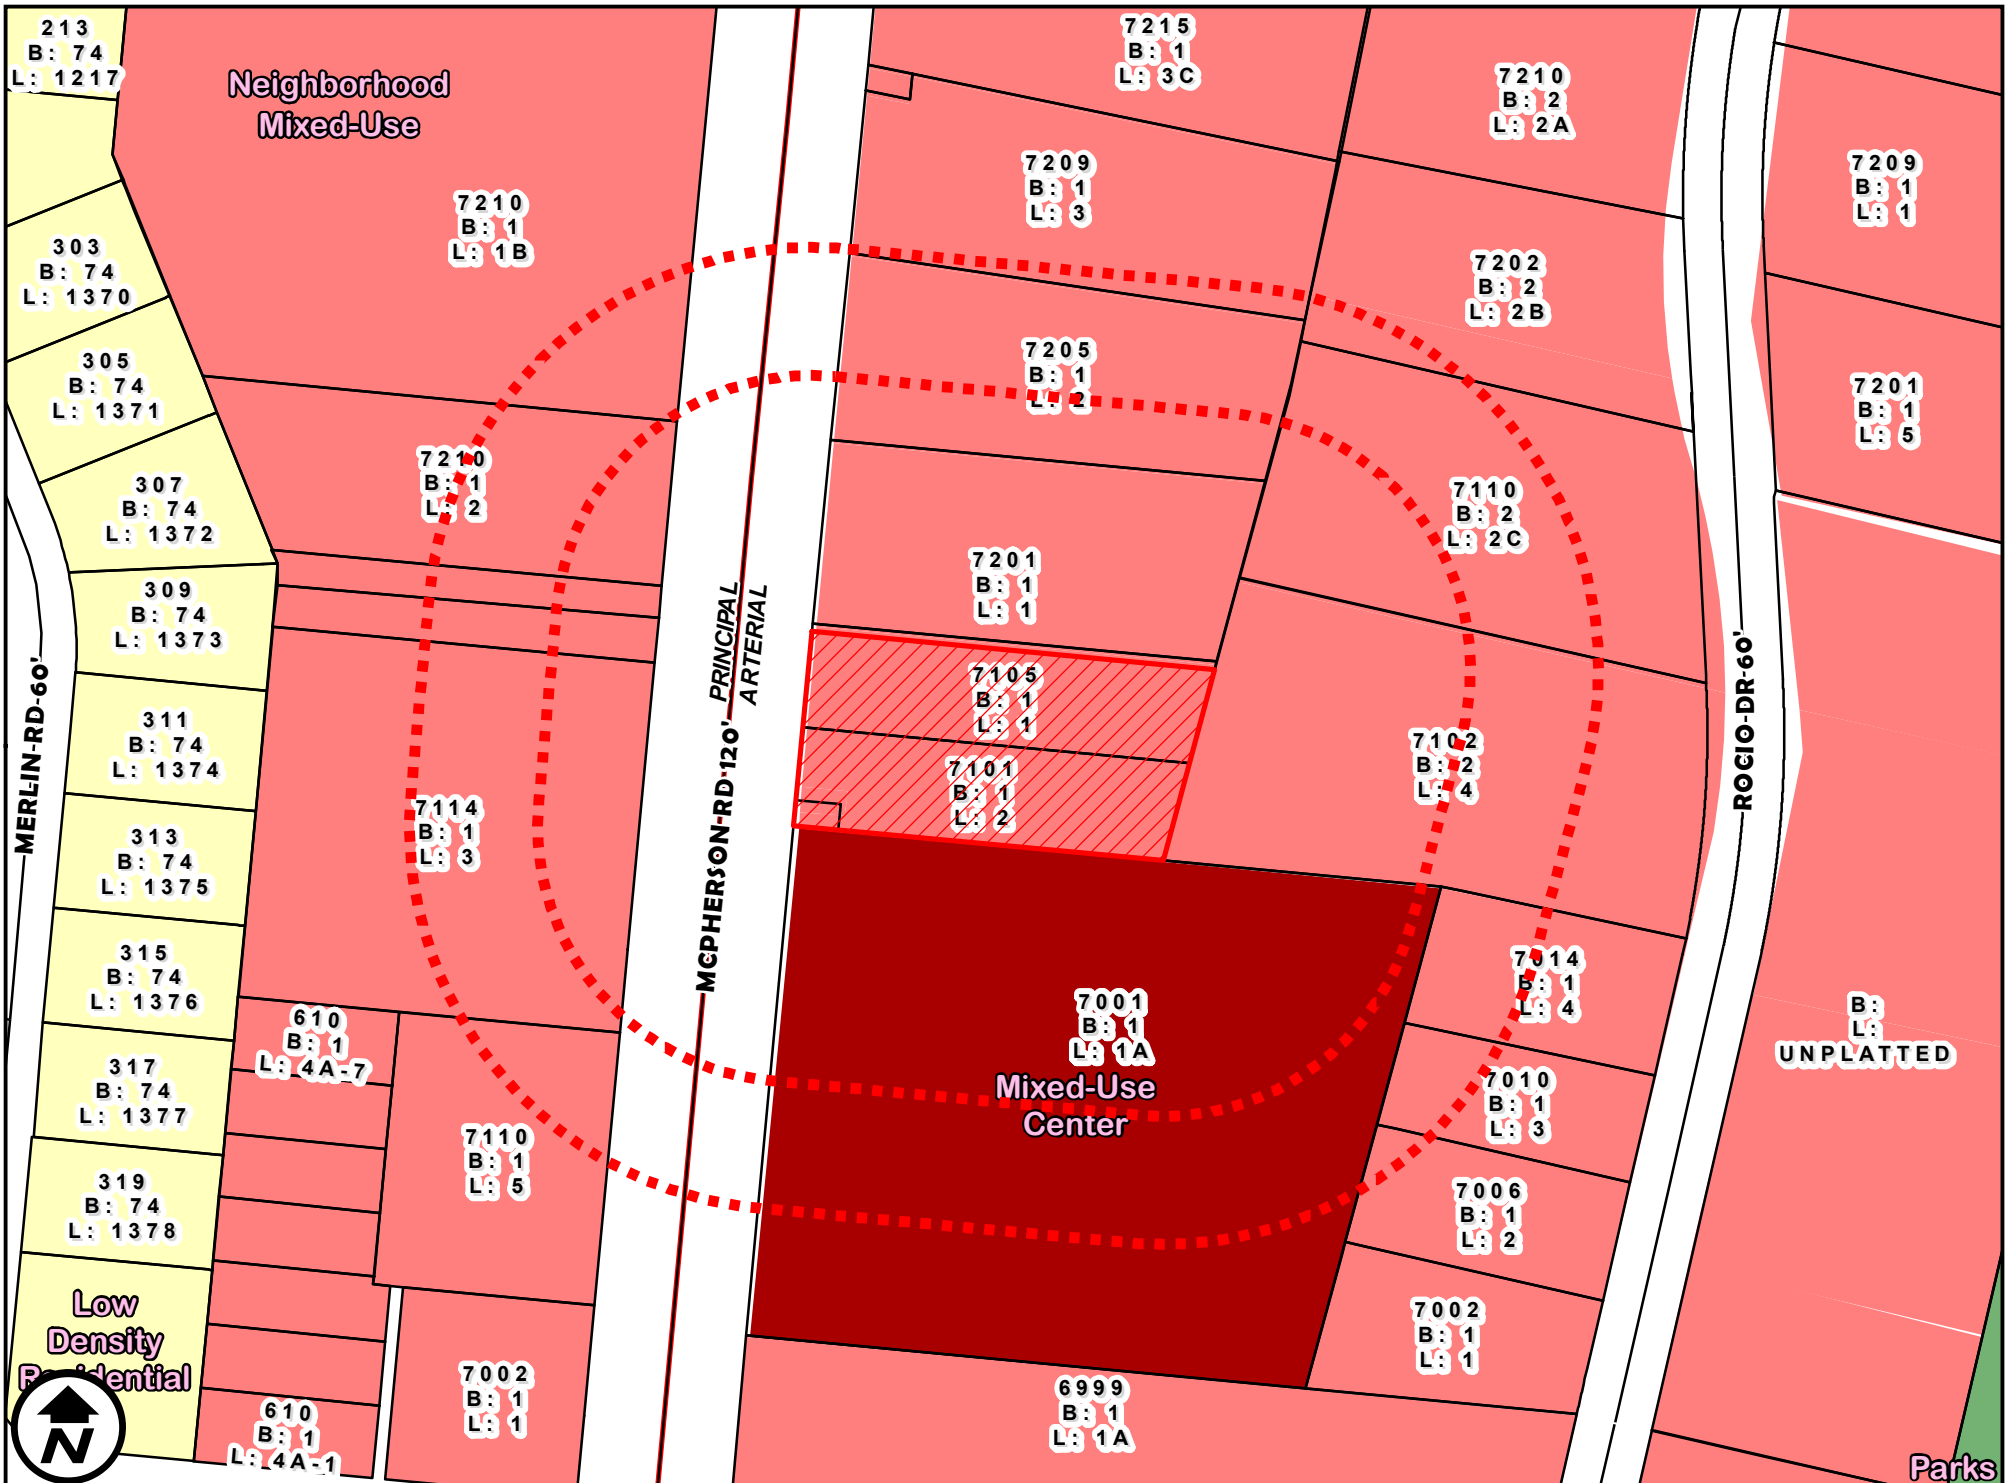 213
B: 74
L: 1217
Neighborhood
Mixed-Use
7215
B: 1
L: 3C
7210
B: 2
L: 2A
7210
B: 1
L: 1B
7209
B: 1
L: 3
7209
B: 1
L: 1
303
B: 74
L: 1370
7202
B: 2
L: 2B
305
B: 74
L: 1371
7205
B: 1
L: 2
7201
B: 1
L: 5
307
B: 74
L: 1372
7210
B: 1
L: 2
7110
B: 2
L: 2C
309
B: 74
L: 1373
7201
B: 1
L: 1
PRINCIPAL
ARTERIAL
MERLIN-RD-60'
311
B: 74
L: 1374
7105
B: 1
L: 1
MCPHERSON-RD-120'
7102
B: 2
L: 4
ROCIO-DR-60'
313
B: 74
L: 1375
7114
B: 1
L: 3
7101
B: 1
L: 2
315
B: 74
L: 1376
7014
B: 1
L: 4
610
B: 1
L: 4A-7
7001
B: 1
L: 1A
Mixed-Use
Center
B:
L:
UNPLATTED
317
B: 74
L: 1377
7010
B: 1
L: 3
7110
B: 1
L: 5
319
B: 74
L: 1378
7006
B: 1
L: 2
Low
Density
Residential
7002
B: 1
L: 1
7002
B: 1
L: 1
6999
B: 1
L: 1A
610
B: 1
L: 4A-1
N
Parks